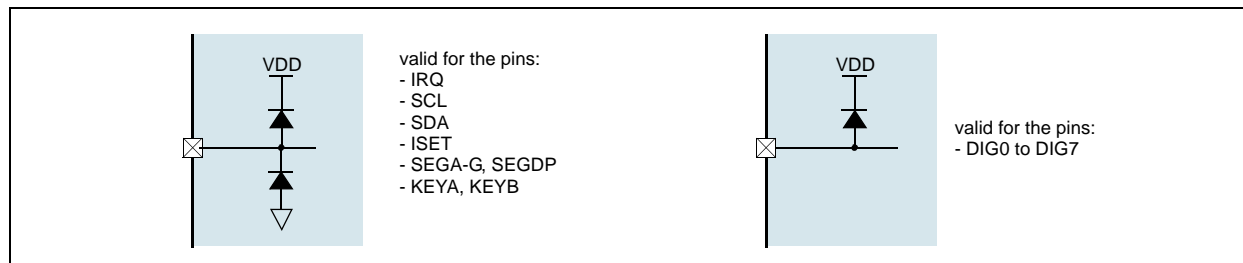 VDD
valid for the pins:
- IRQ
- SCL
- SDA
- ISET
- SEGA-G, SEGDP
- KEYA, KEYB
VDD
valid for the pins:
- DIG0 to DIG7